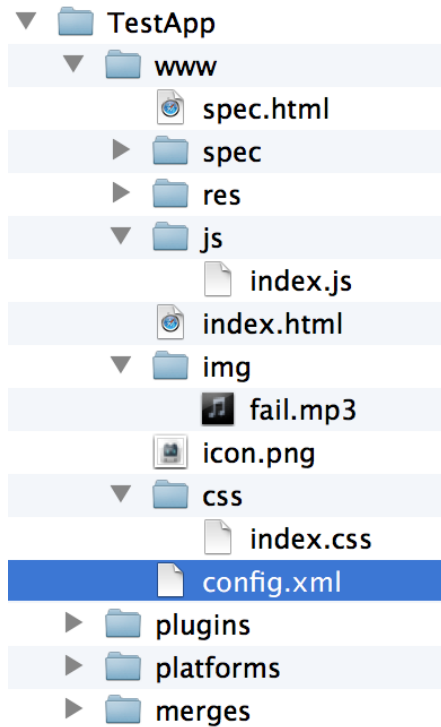 TestApp
www
spec.html
spec
res
js
index.js
index.html
img
fail.mp3
icon.png
css
index.css
config.xml
plugins
platforms
merges